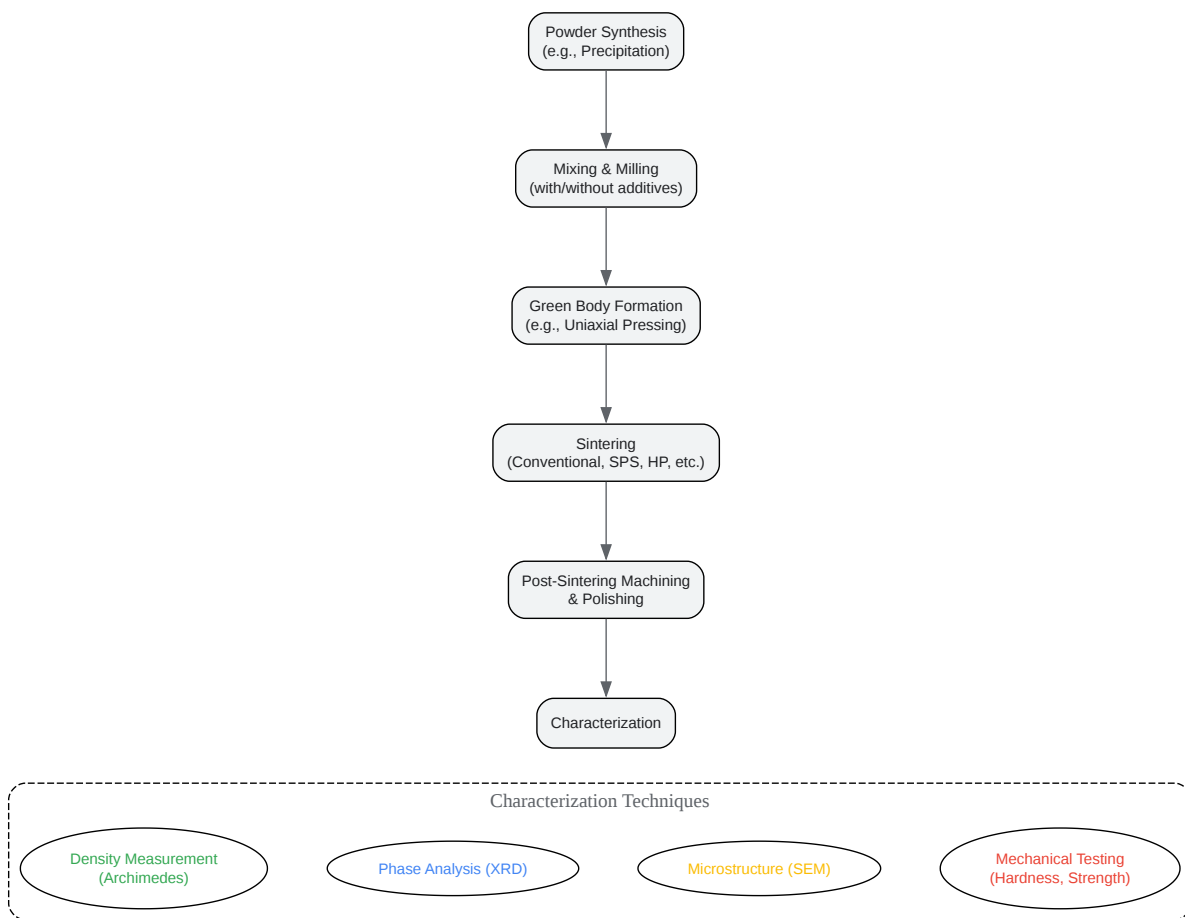 Powder Synthesis
(e.g., Precipitation)
Mixing & Milling
(with/without additives)
Green Body Formation
(e.g., Uniaxial Pressing)
Sintering
(Conventional, SPS, HP, etc.)
Post-Sintering Machining
& Polishing
Characterization
Characterization Techniques
Density Measurement
(Archimedes)
Phase Analysis (XRD)
Microstructure (SEM)
Mechanical Testing
(Hardness, Strength)